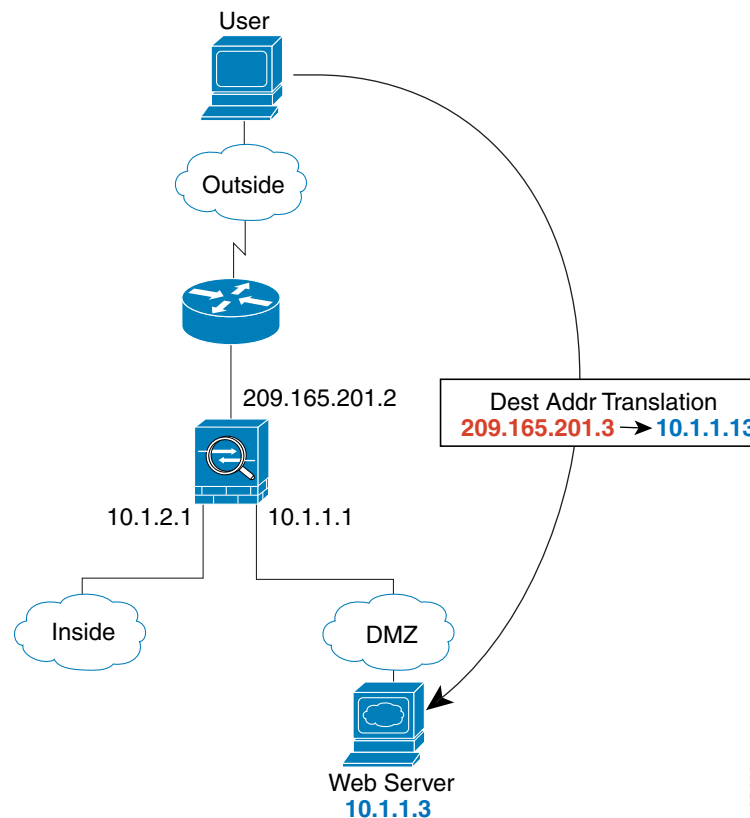 User
Outside
209.165.201.2
Dest Addr Translation
209.165.201.3 10.1.1.13
10.1.2.1
10.1.1.1
Inside
DMZ
Web Server
10.1.1.3